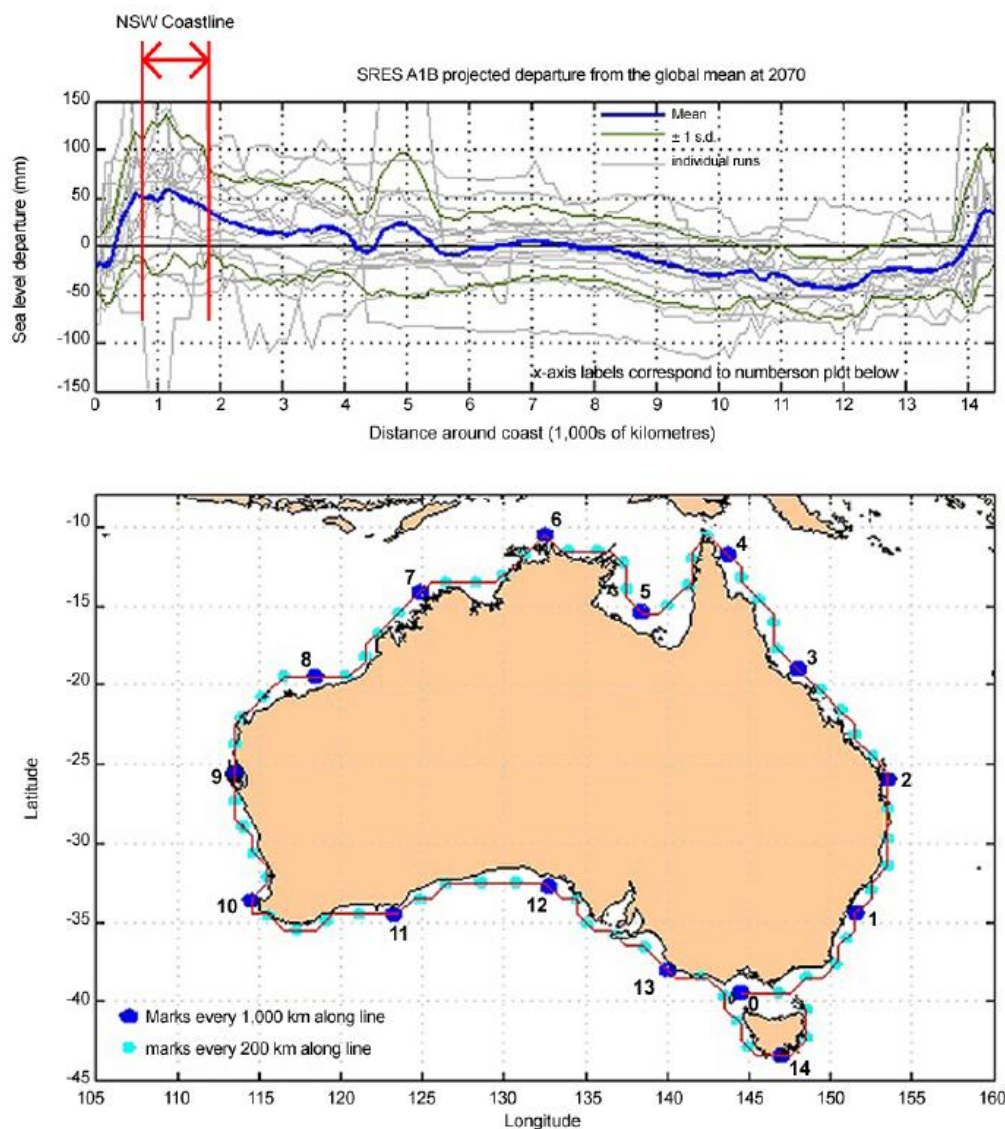 NSW Coastline
SRES A1B projected departure from the global mean at 2070
150
100
50
0
-50
-100
-150
Sea level departure (mm)
Mean
± 1 s.d.
individual runs
x-axis labels correspond to numberson plot below
0 1 2 3 4 5 6 7 8 9 10 11 12 13 14
Distance around coast (1,000s of kilometres)
-10
-15
-20
-25
-29
-35
-40
-45
Latitude
6
4
7
5
8
3
9
2
10
11
12
1
13
0
14
Marks every 1,000 km along line
marks every 200 km along line
105 110 115 120 125 130 135 140 145 150 155 160
Longitude